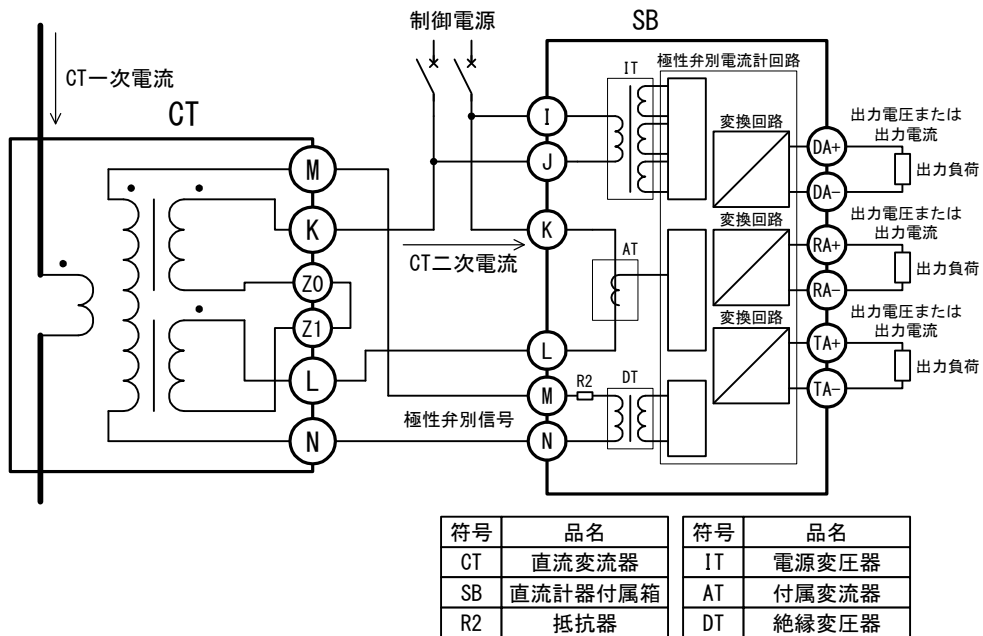 制御電源
SB
CT一次電流
CT
M
K
Z0
Z1
L
N
CT二次電流
極性弁別信号
I
J
K
L
M
N
R2
IT
AT
DT
極性弁別電流計回路
変換回路
変換回路
変換回路
DA+
DA-
RA+
RA-
TA+
TA-
出力電圧または
出力電流
出力負荷
出力電圧または
出力電流
出力負荷
出力電圧または
出力電流
出力負荷
符号 品名
CT 直流変流器
SB 直流計器付属箱
R2 抵抗器
符号 品名
IT 電源変圧器
AT 付属変流器
DT 絶縁変圧器